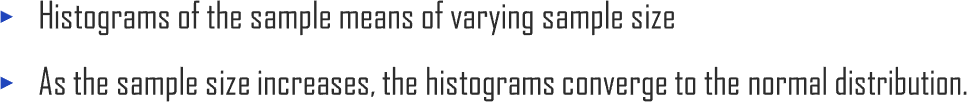 ▸ Histograms of the sample means of varying sample size
▸ As the sample size increases, the histograms converge to the normal distribution.